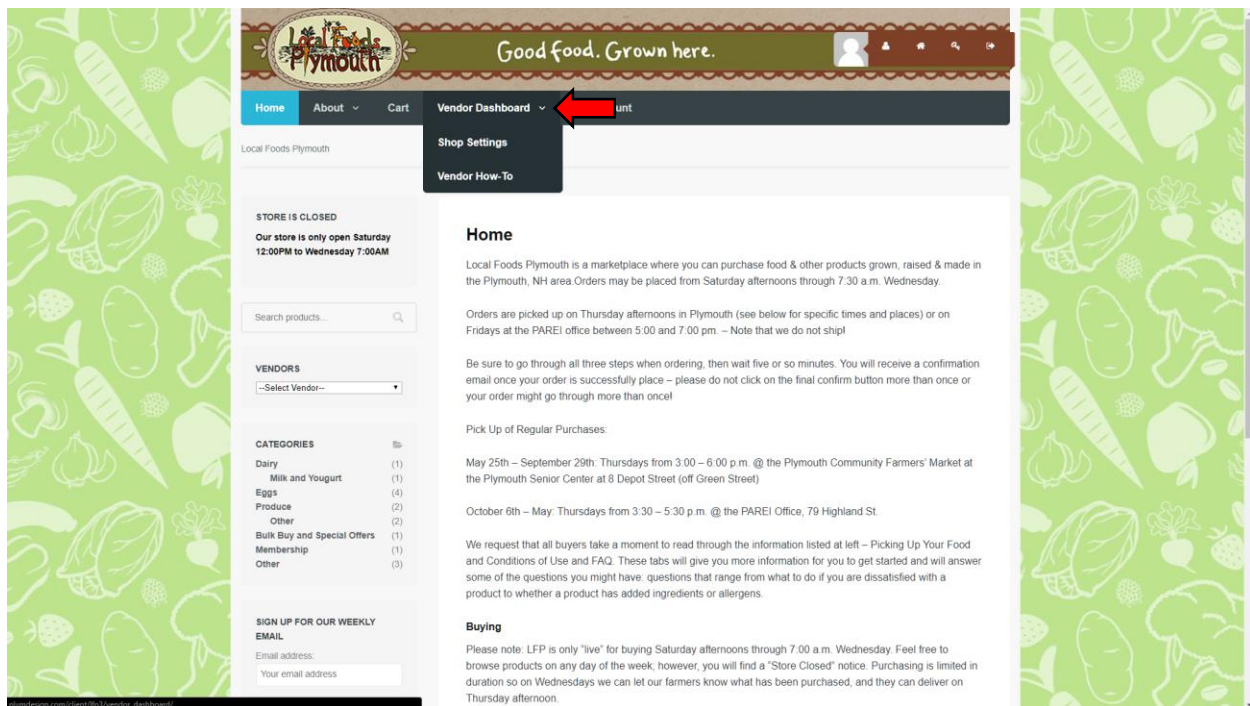 Local Foods
Plymouth
Good food. Grown here.
Home About Cart Vendor Dashboard unt
Shop Settings
Vendor How-To
Local Foods Plymouth
STORE IS CLOSED
Our store is only open Saturday
12:00PM to Wednesday 7:00AM
Search products...
VENDORS
--Select Vendor--
CATEGORIES
Dairy (1)
Milk and Yougurt (1)
Eggs (4)
Produce (2)
Other (2)
Bulk Buy and Special Offers (1)
Membership (1)
Other (3)
SIGN UP FOR OUR WEEKLY
EMAIL
Email address:
Your email address
Home
Local Foods Plymouth is a marketplace where you can purchase food & other products grown, raised & made in
the Plymouth, NH area.Orders may be placed from Saturday afternoons through 7:30 a.m. Wednesday.
Orders are picked up on Thursday afternoons in Plymouth (see below for specific times and places) or on
Fridays at the PAREI office between 5:00 and 7:00 pm. – Note that we do not ship!
Be sure to go through all three steps when ordering, then wait five or so minutes. You will receive a confirmation
email once your order is successfully place – please do not click on the final confirm button more than once or
your order might go through more than once!
Pick Up of Regular Purchases:
May 25th – September 29th: Thursdays from 3:00 – 6:00 p.m. @ the Plymouth Community Farmers' Market at
the Plymouth Senior Center at 8 Depot Street (off Green Street)
October 6th – May: Thursdays from 3:30 – 5:30 p.m. @ the PAREI Office, 79 Highland St.
We request that all buyers take a moment to read through the information listed at left – Picking Up Your Food
and Conditions of Use and FAQ. These tabs will give you more information for you to get started and will answer
some of the questions you might have: questions that range from what to do if you are dissatisfied with a
product to whether a product has added ingredients or allergens.
Buying
Please note: LFP is only "live" for buying Saturday afternoons through 7:00 a.m. Wednesday. Feel free to
browse products on any day of the week; however, you will find a "Store Closed" notice. Purchasing is limited in
duration so on Wednesdays we can let our farmers know what has been purchased, and they can deliver on
Thursday afternoon.